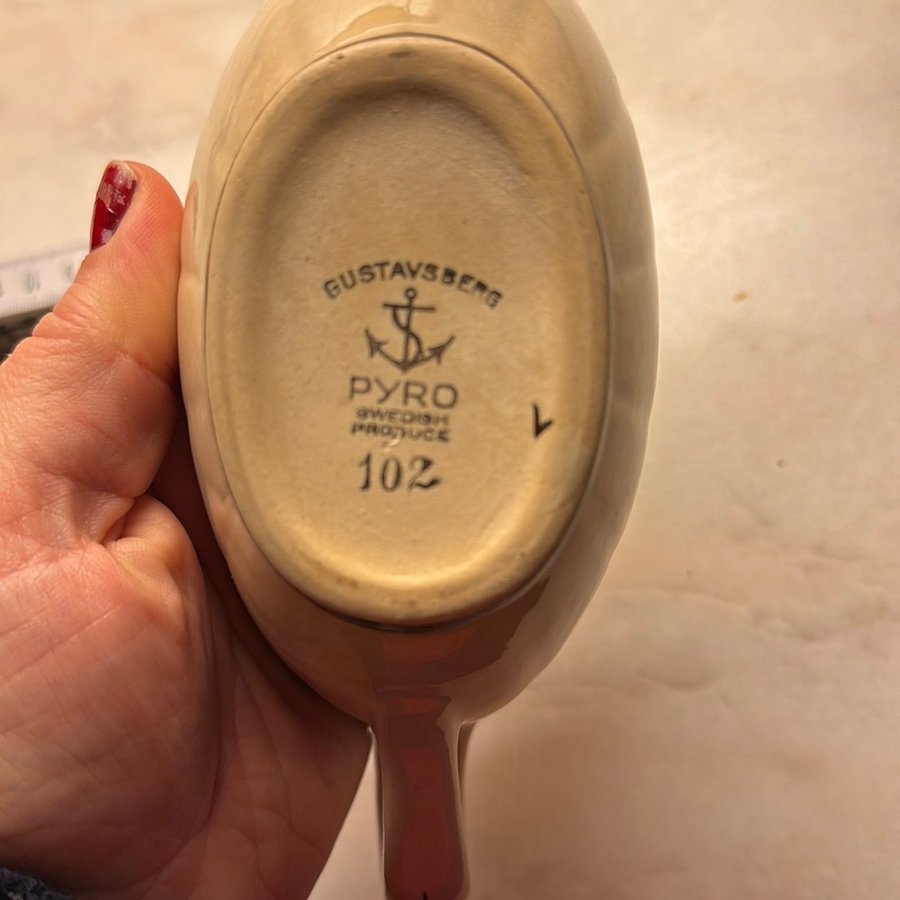 GUSTAVSBERG
PYRO
SWEDISH
PRODUCE
102
V